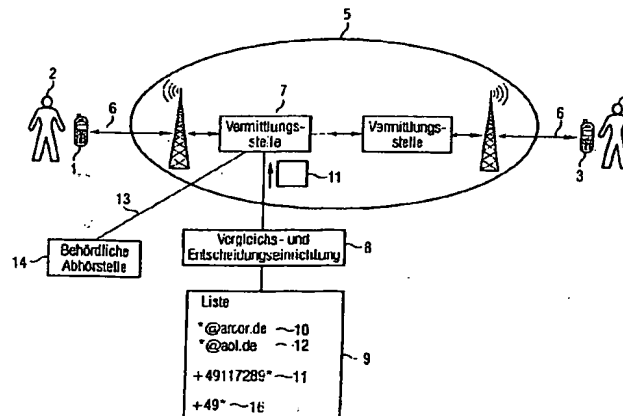 5
2
7
6
Vermittlungs-
stelle
Vermittlungs-
stelle
6
1
11
3
13
14
Behördliche
Abhörstelle
Vergleichs- und
Entscheidungseinrichtung
8
Liste
*@arcor.de 10
*@aol.de 12
9
+49117289* 11
+49* 16